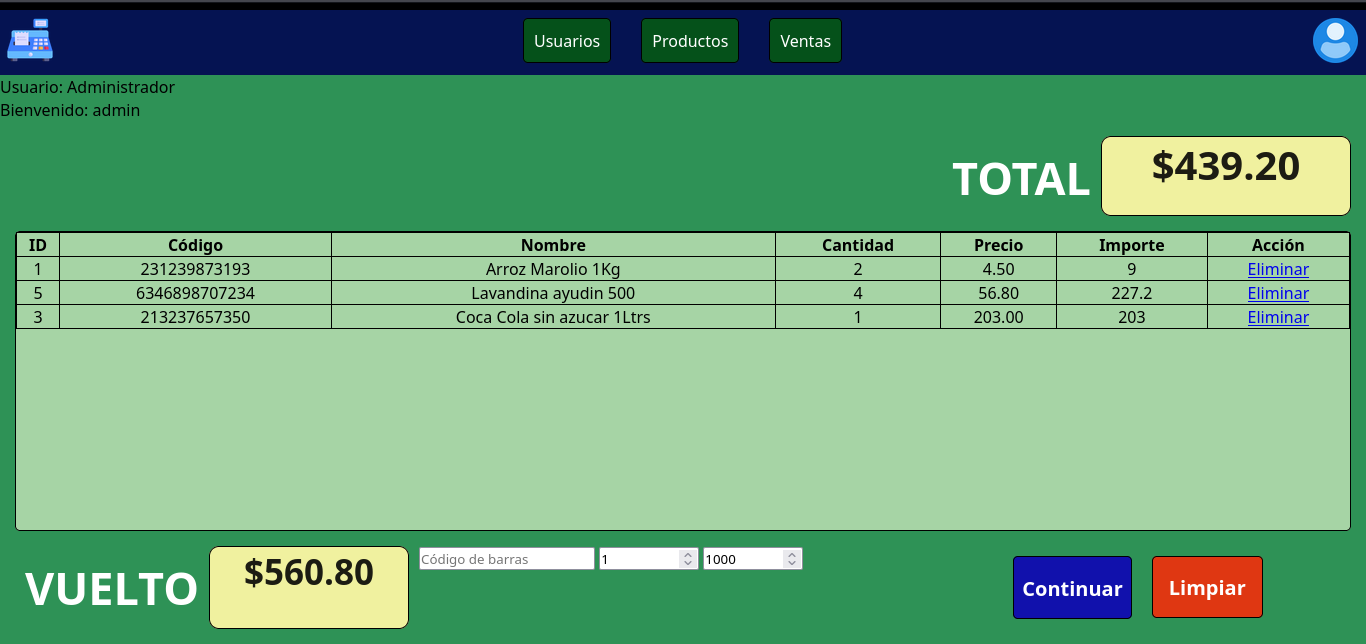 Usuarios Productos Ventas
Usuario: Administrador
Bienvenido: admin
TOTAL $439.20
ID Código Nombre Cantidad Precio Importe Acción
1 231239873193 Arroz Marolio 1Kg 2 4.50 9 Eliminar
5 6346898707234 Lavandina ayudin 500 4 56.80 227.2 Eliminar
3 213237657350 Coca Cola sin azucar 1Ltrs 1 203.00 203 Eliminar
VUELTO $560.80 Código de barras 1 1000 Continuar Limpiar